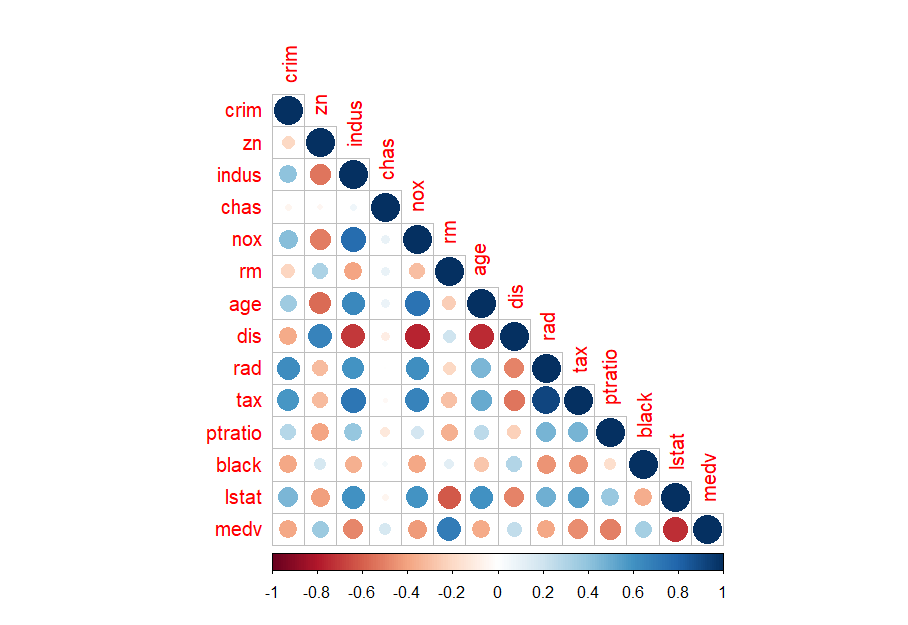 crim
zn
indus
chas
nox
rm
age
dis
rad
tax
ptratio
black
lstat
medv
crim
zn
indus
chas
nox
rm
age
dis
rad
tax
ptratio
black
lstat
medv
-1 -0.8 -0.6 -0.4 -0.2 0 0.2 0.4 0.6 0.8 1